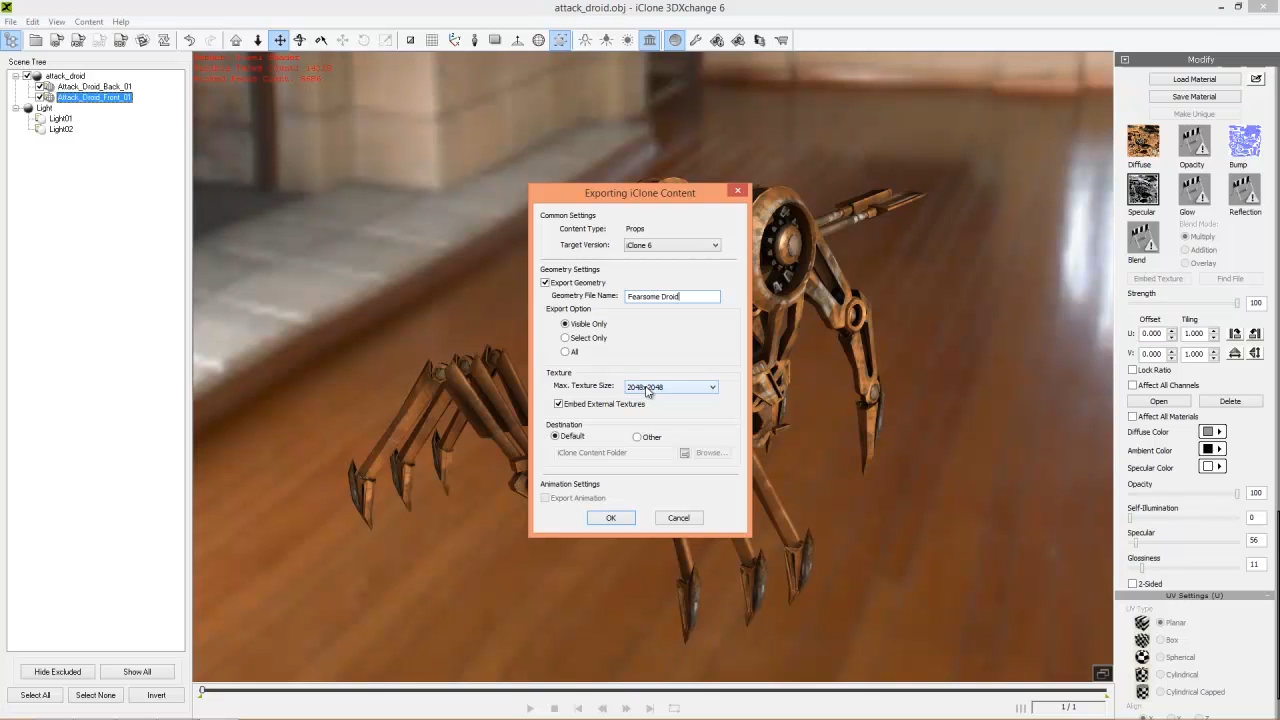 attack_droid.obj - iClone 3DXchange 6
File Edit View Content Help
Scene Tree
attack_droid
Attack_Droid_Back_01
Attack_Droid_Front_01
Light
Light01
Light02
Hide Excluded Show All
Select All Select None Invert
Exporting iClone Content
Common Settings
Content Type: Props
Target Version: iClone 6
Geometry Settings
Export Geometry
Geometry File Name: Fearsome Droid
Export Option
Visible Only
Select Only
All
Texture
Max. Texture Size: 2048x2048
Embed External Textures
Destination
Default Other
iClone Content Folder Browse...
Animation Settings
Export Animation
OK Cancel
1 / 1
Modify
Load Material
Save Material
Make Unique
Diffuse Opacity Bump
Specular Glow Reflection
Blend Mode:
Multiply
Addition
Overlay
Blend
Embed Texture Find File
Strength
100
Offset Tiling
U: 0.000 1.000
V: 0.000 1.000
Lock Ratio
Affect All Channels
Open Delete
Affect All Materials
Diffuse Color
Ambient Color
Specular Color
Opacity
100
Self-Illumination
0
Specular
56
Glossiness
11
2-Sided
UV Settings (U)
UV Type
Planar
Box
Spherical
Cylindrical
Cylindrical Capped
Align